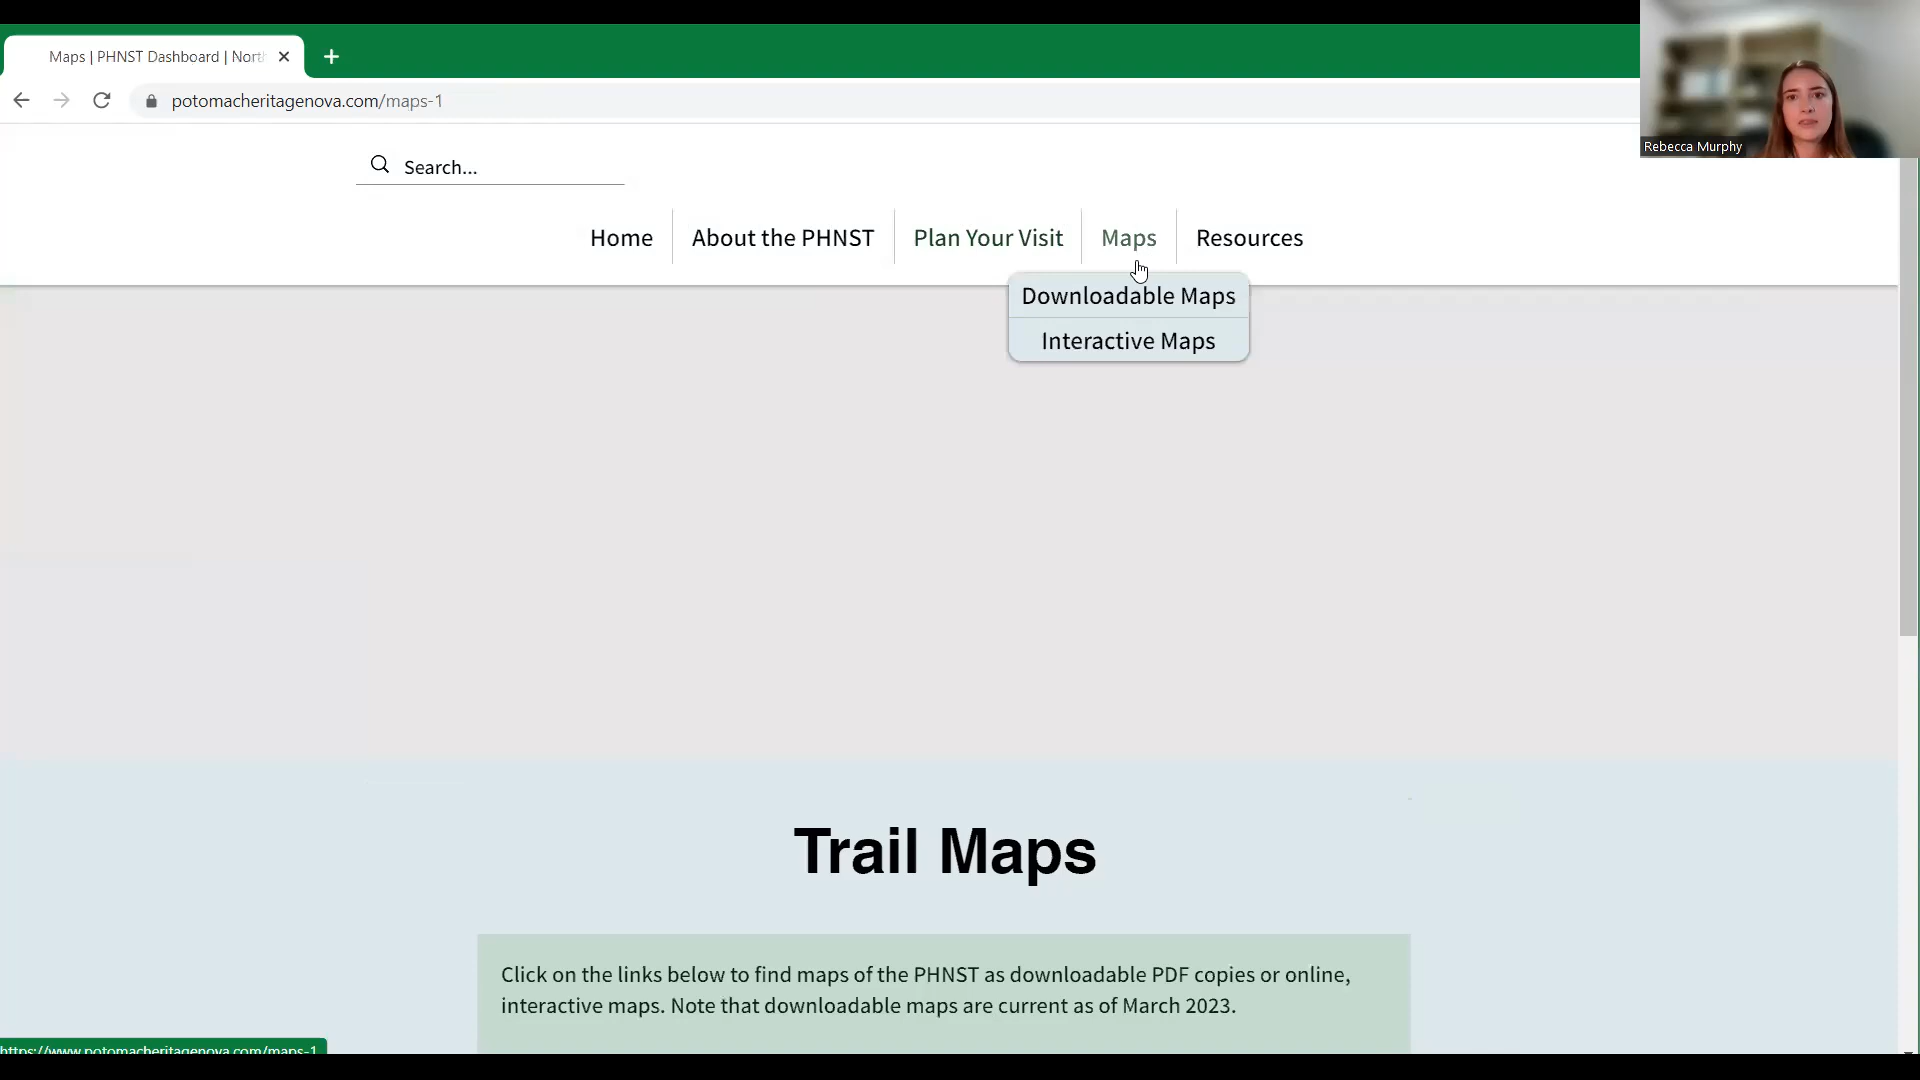 Maps | PHNST Dashboard | North
potomacheritagenova.com/maps-1
Rebecca Murphy
Search...
Home
About the PHNST
Plan Your Visit
Maps
Resources
Downloadable Maps
Interactive Maps
Trail Maps
Click on the links below to find maps of the PHNST as downloadable PDF copies or online,
interactive maps. Note that downloadable maps are current as of March 2023.
https://www.potomacheritagenova.com/maps-1